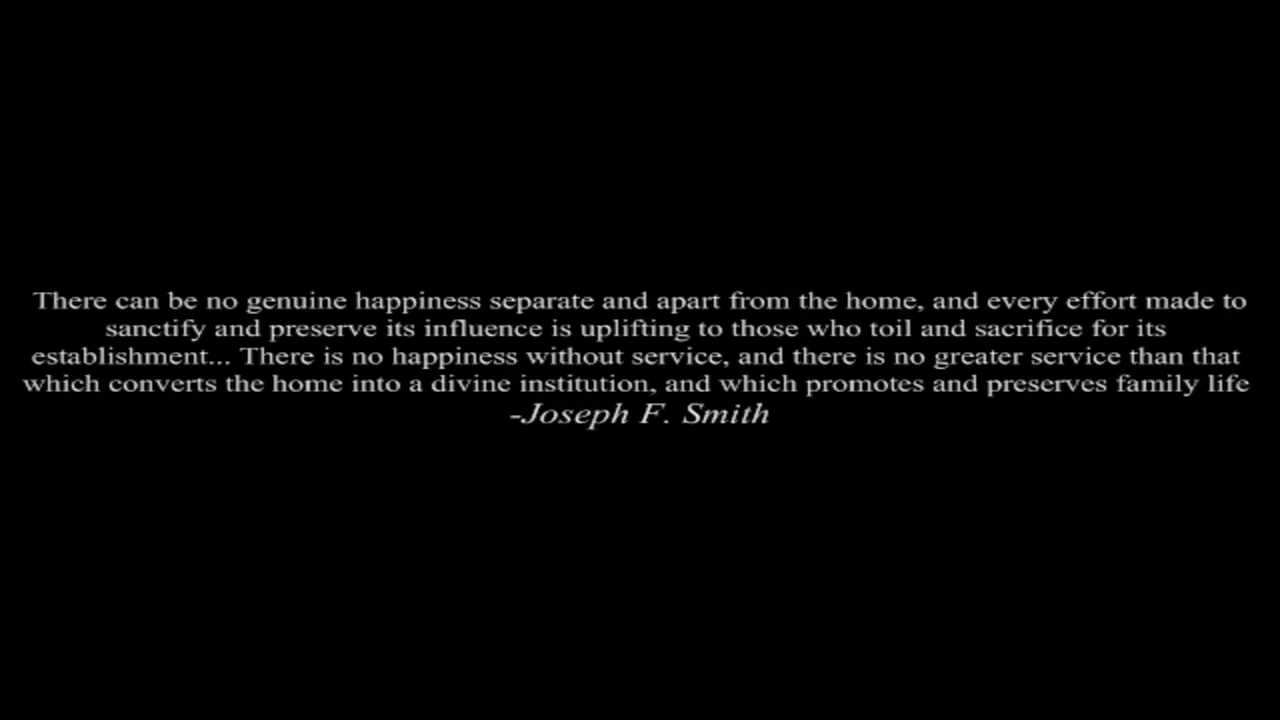 There can be no genuine happiness separate and apart from the home, and every effort made to
sanctify and preserve its influence is uplifting to those who toil and sacrifice for its
establishment... There is no happiness without service, and there is no greater service than that
which converts the home into a divine institution, and which promotes and preserves family life
-Joseph F. Smith